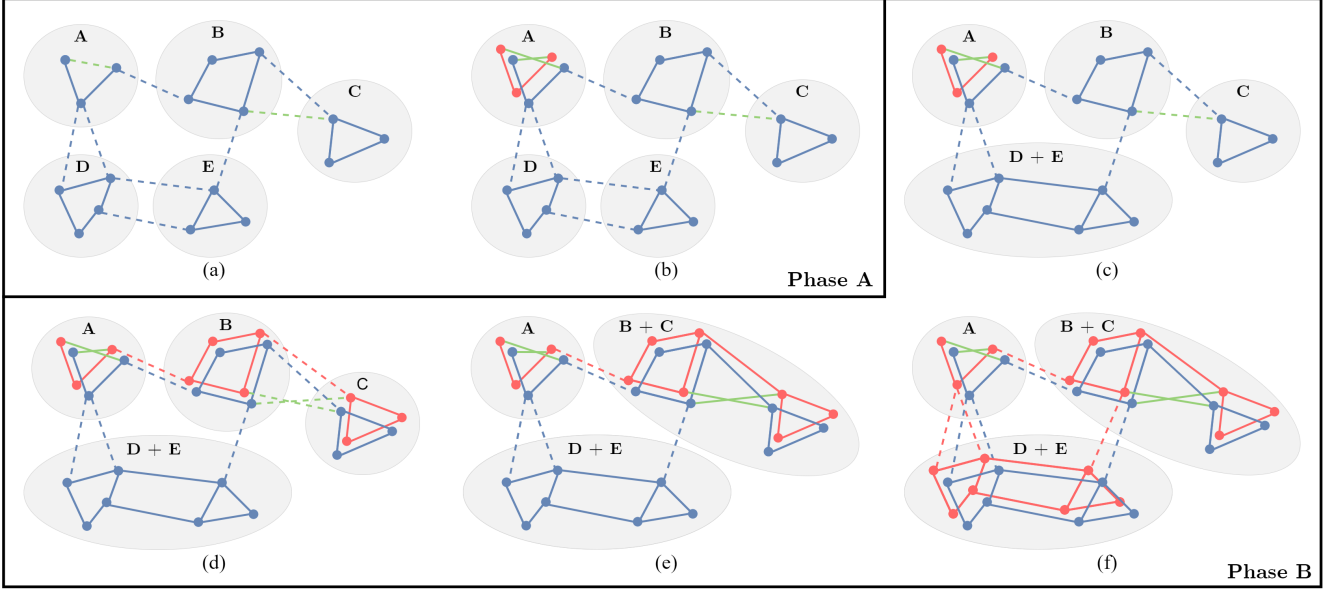 A
B
C
D
E
(a)
A
B
C
D
E
(b)
Phase A
A
B
C
D + E
(c)
A
B
C
D + E
(d)
A
B + C
D + E
(e)
A
B + C
D + E
(f)
Phase B